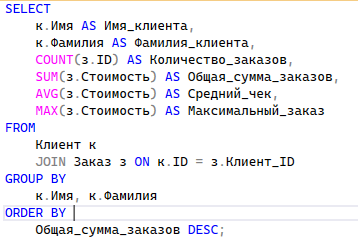 SELECT
к.Имя AS Имя_клиента,
к.Фамилия AS Фамилия_клиента,
COUNT(з.ID) AS Количество_заказов,
SUM(з.Стоимость) AS Общая_сумма_заказов,
AVG(з.Стоимость) AS Средний_чек,
MAX(з.Стоимость) AS Максимальный_заказ
FROM
Клиент к
JOIN Заказ з ON к.ID = з.Клиент_ID
GROUP BY
к.Имя, к.Фамилия
ORDER BY
Общая_сумма_заказов DESC;